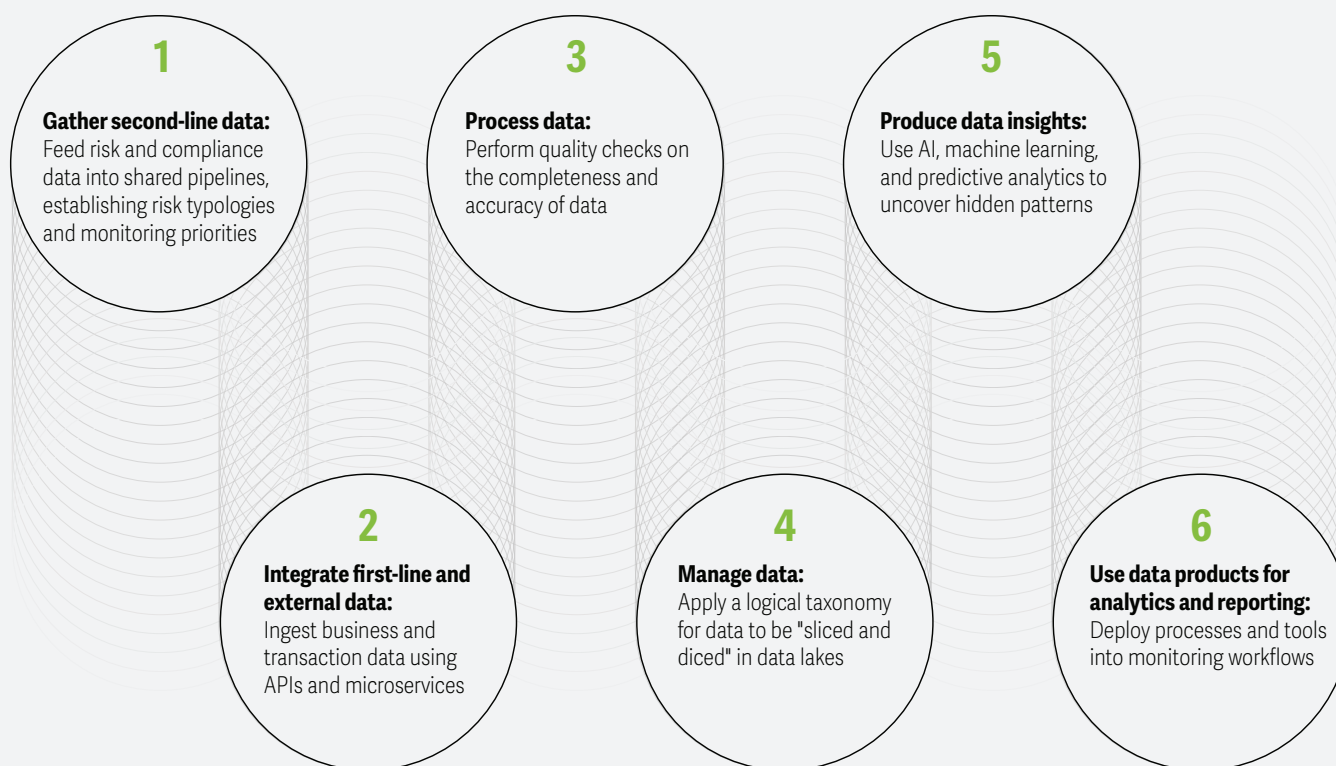 1
Gather second-line data:
Feed risk and compliance
data into shared pipelines,
establishing risk typologies
and monitoring priorities
2
Integrate first-line and
external data:
Ingest business and
transaction data using
APIs and microservices
3
Process data:
Perform quality checks on
the completeness and
accuracy of data
4
Manage data:
Apply a logical taxonomy
for data to be "sliced and
diced" in data lakes
5
Produce data insights:
Use AI, machine learning,
and predictive analytics to
uncover hidden patterns
6
Use data products for
analytics and reporting:
Deploy processes and tools
into monitoring workflows